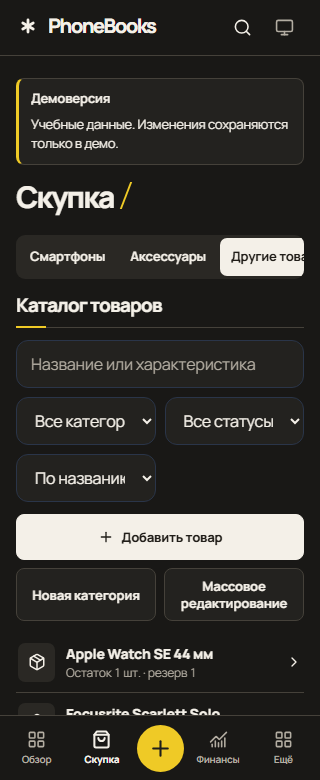 PhoneBooks
Демоверсия
Учебные данные. Изменения сохраняются
только в демо.
Скупка /
Смартфоны Аксессуары Другие това
Каталог товаров
Название или характеристика
Все категор Все статусы
По названик
+ Добавить товар
Новая категория
Массовое
редактирование
Apple Watch SE 44 мм
Остаток 1 шт. · резерв 1
Focusrite Scarlett Solo
Обзор Скупка + Финансы Ещё